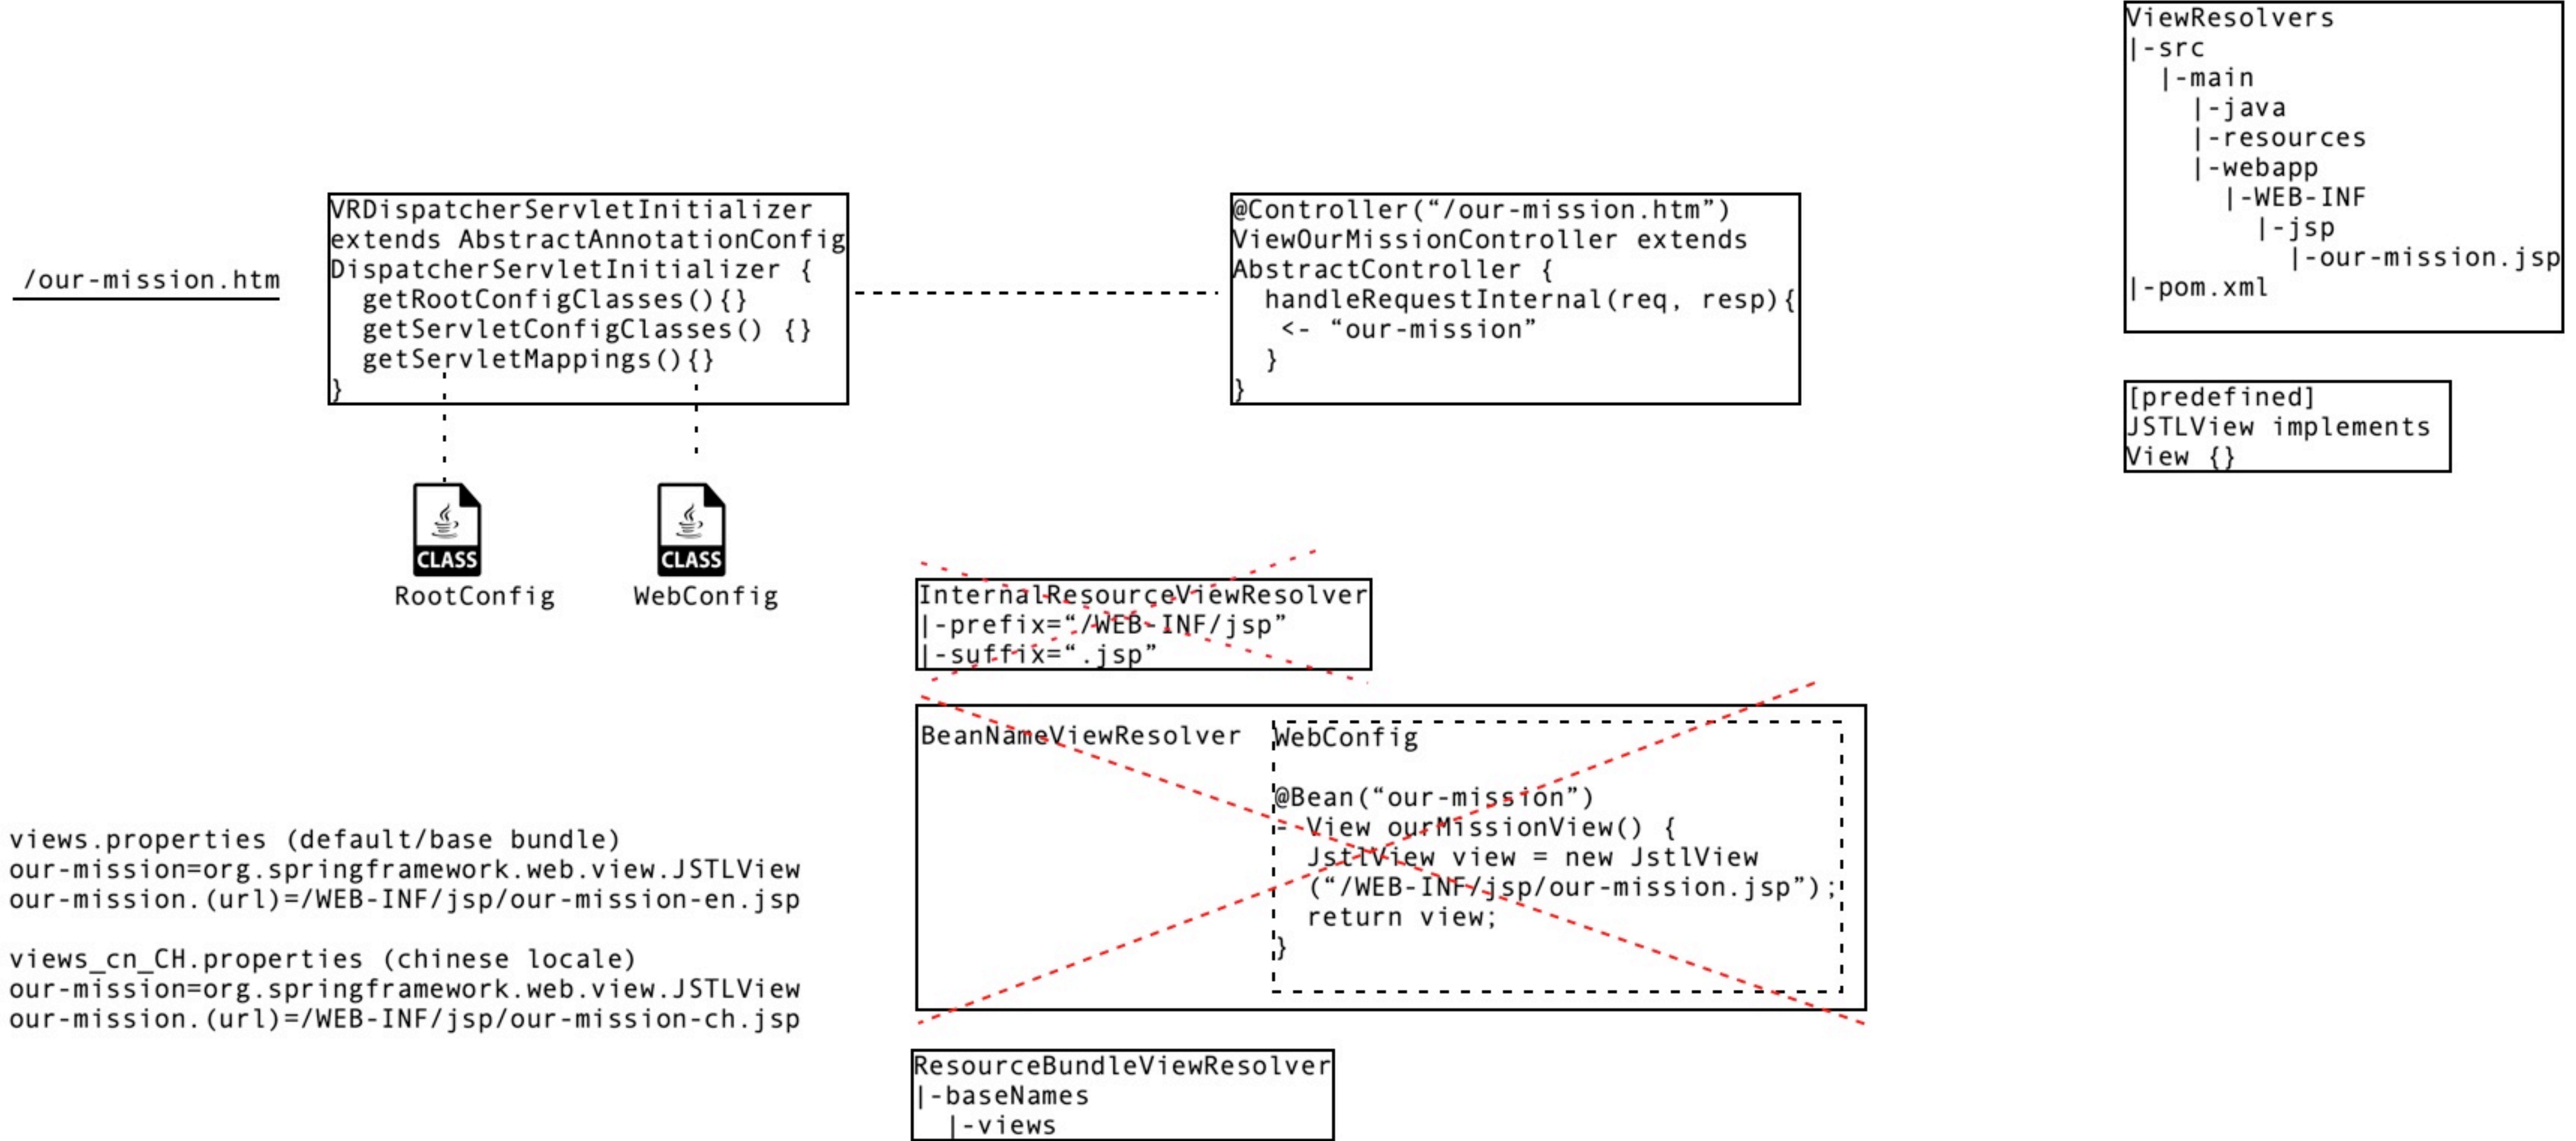 /our-mission.htm
VRDispatcherServletInitializer
extends AbstractAnnotationConfig
DispatcherServletInitializer {
  getRootConfigClasses(){}
  getServletConfigClasses() {}
  getServletMappings(){}
}
CLASS
RootConfig
CLASS
WebConfig
@Controller(“/our-mission.htm”)
ViewOurMissionController extends
AbstractController {
  handleRequestInternal(req, resp){
   <- “our-mission”
  }
}
ViewResolvers
|-src
  |-main
    |-java
    |-resources
    |-webapp
      |-WEB-INF
        |-jsp
          |-our-mission.jsp
|-pom.xml
[predefined]
JSTLView implements
View {}
InternalResourceViewResolver
|-prefix=“/WEB-INF/jsp”
|-suffix=“.jsp”
BeanNameViewResolver
WebConfig
@Bean(“our-mission”)
- View ourMissionView() {
  JstlView view = new JstlView
  (“/WEB-INF/jsp/our-mission.jsp”);
  return view;
}
views.properties (default/base bundle)
our-mission=org.springframework.web.view.JSTLView
our-mission.(url)=/WEB-INF/jsp/our-mission-en.jsp
views_cn_CH.properties (chinese locale)
our-mission=org.springframework.web.view.JSTLView
our-mission.(url)=/WEB-INF/jsp/our-mission-ch.jsp
ResourceBundleViewResolver
|-baseNames
  |-views